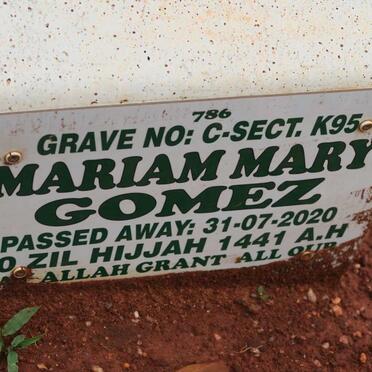 786
GRAVE NO: C-SECT. K95
MARIAM MARY
GOMEZ
PASSED AWAY: 31-07-2020
0 ZIL HIJJAH 1441 A.H
ALLAH GRANT ALL OUR